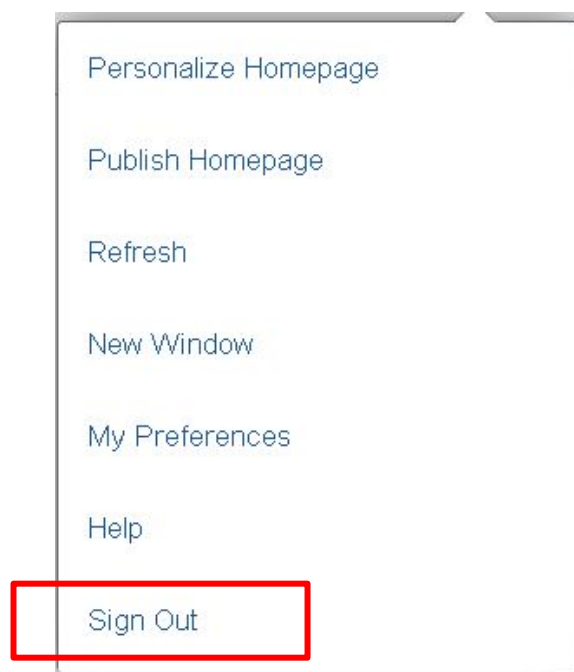 Personalize Homepage
Publish Homepage
Refresh
New Window
My Preferences
Help
Sign Out